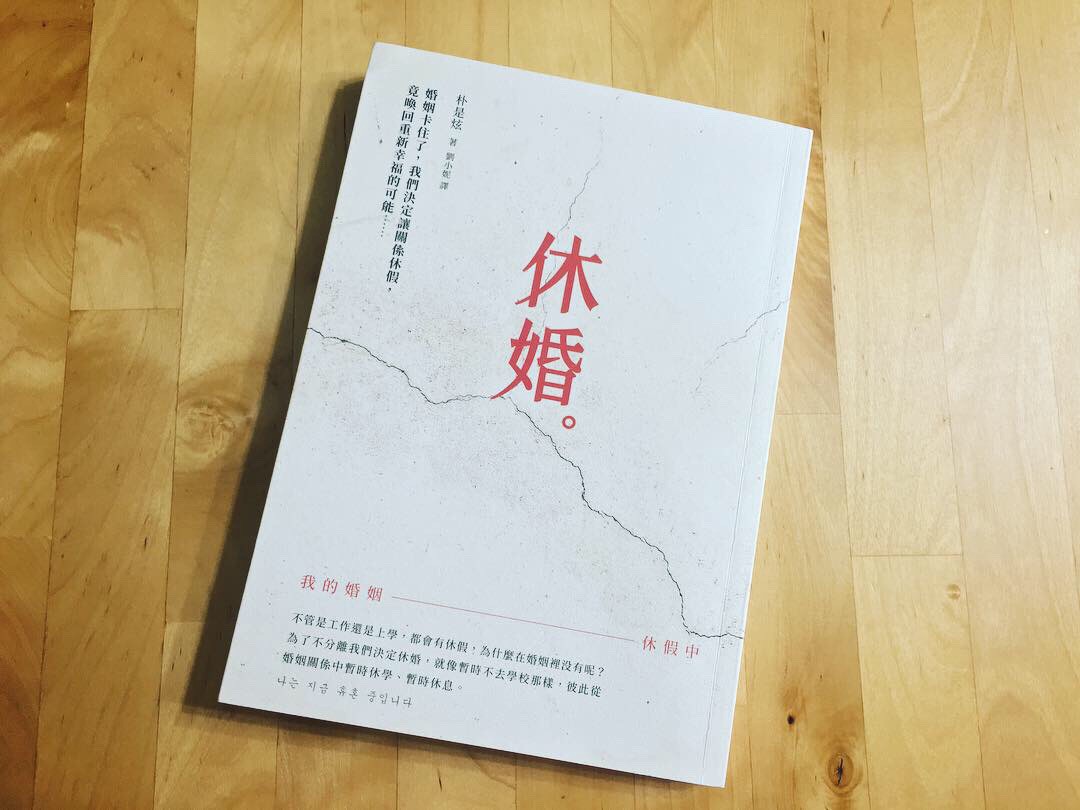 休婚。
朴是炫 著 劉小妮 譯
婚姻卡住了，我們決定讓關係休假，
竟喚回重新幸福的可能……
我的婚姻
休假中
不管是工作還是上學，都會有休假，為什麼在婚姻裡沒有呢？
為了不分離我們決定休婚，就像暫時不去學校那樣，彼此從
婚姻關係中暫時休學、暫時休息。
나는 지금 휴혼 중입니다